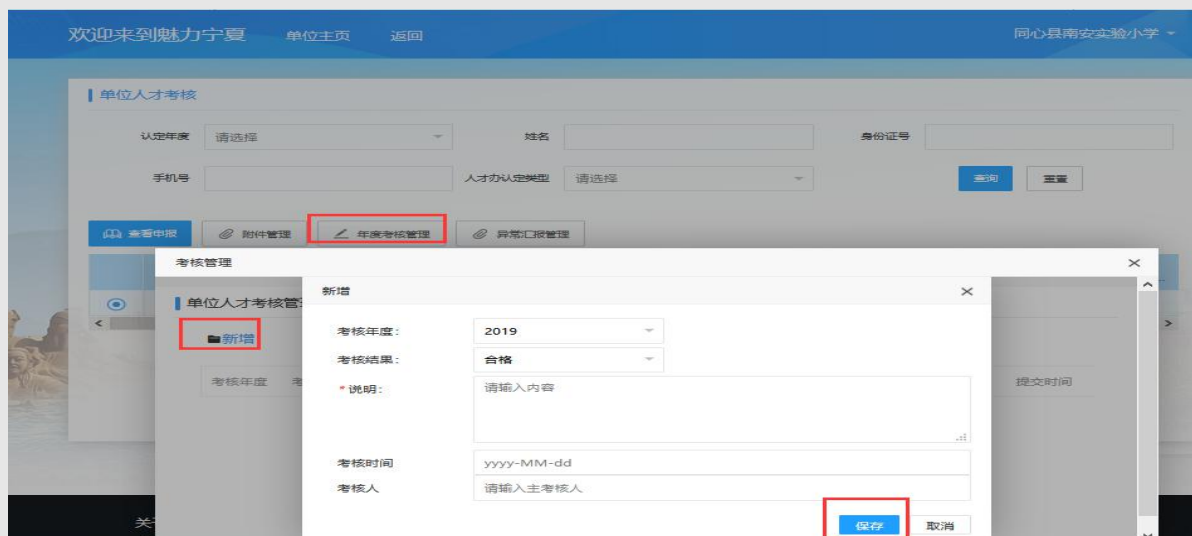 欢迎来到魅力宁夏 单位主页 返回 同心县南安实验小学
单位人才考核
认定年度 请选择 姓名 身份证号
手机号 人才办认定类型 请选择 查询 重置
查看申报 附件管理 年度考核管理 异常汇报管理
考核管理
单位人才考核管
新增
考核年度 提交时间
新增
考核年度: 2019
考核结果: 合格
*说明: 请输入内容
考核时间 yyyy-MM-dd
考核人 请输入主考核人
保存 取消
关